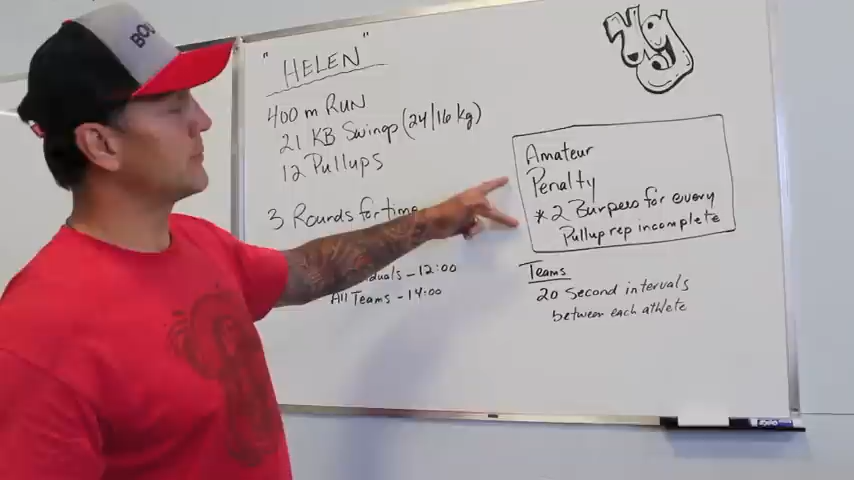 "HELEN"
400 m RUN
21 KB Swings (24/16 kg)
12 Pullups
3 Rounds for time
- 12:00
All Teams - 14:00
Amateur
Penalty
*2 Burpees for every
Pullup rep incomplete
Teams
20 Second intervals
between each athlete